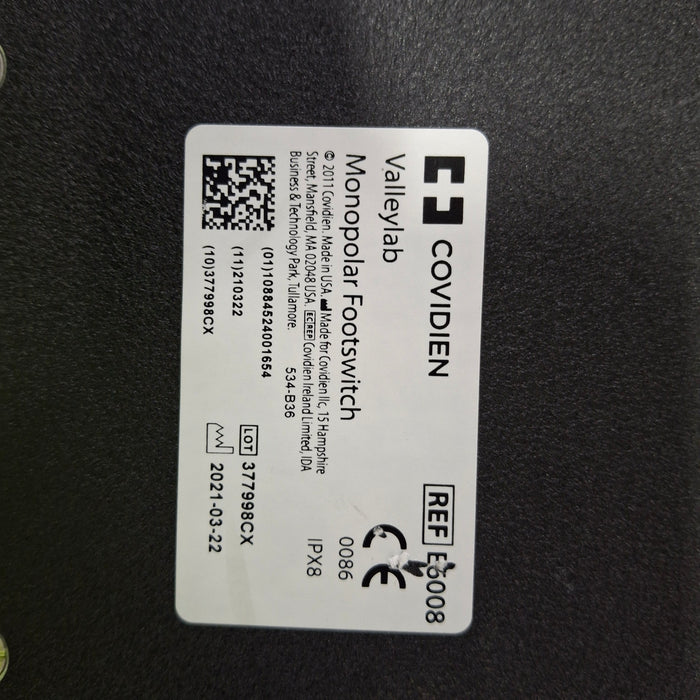 COVIDIEN
REF E6008
Valleylab
Monopolar Footswitch
0086
IPX8
© 2011 Covidien. Made in USA. Made for Covidien llc, 15 Hampshire
Street, Mansfield, MA 02048 USA. EC REP Covidien Ireland Limited, IDA
Business & Technology Park, Tullamore.
534-B36
(01)10884524001654
(11)210322
(10)377998CX
LOT 377998CX
2021-03-22